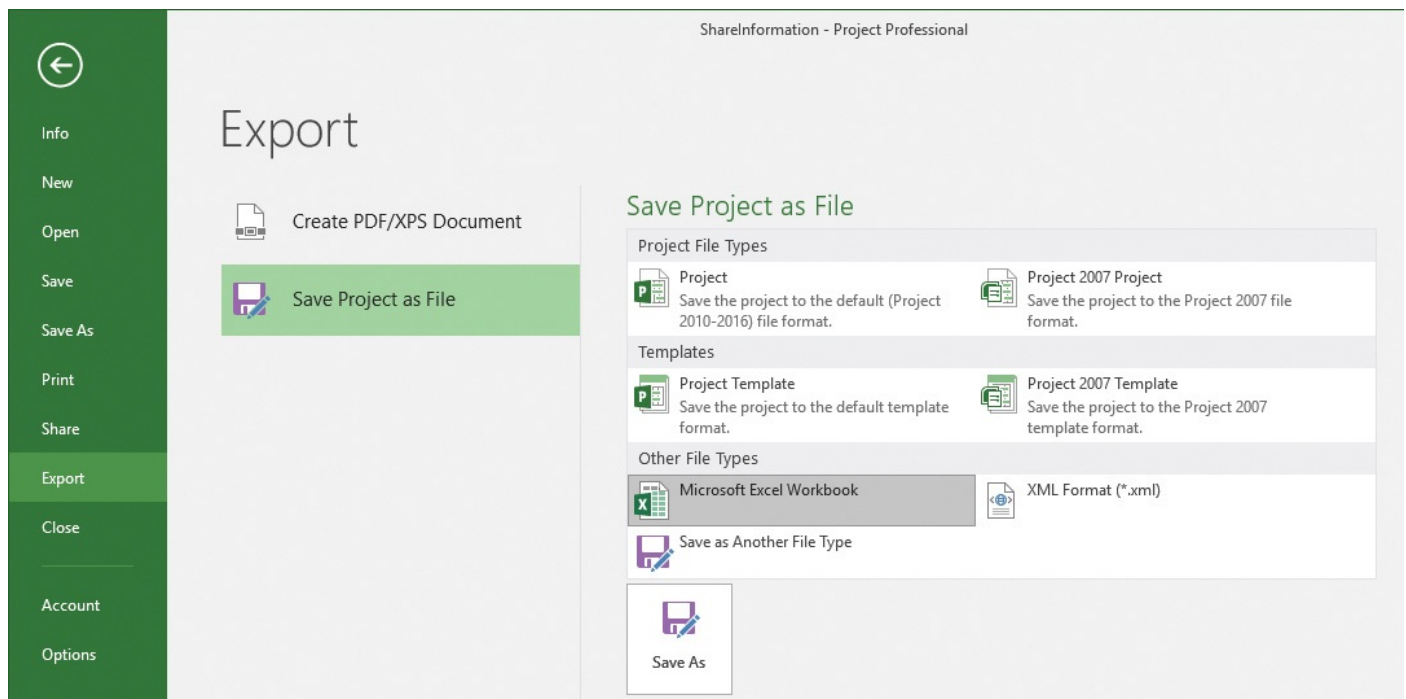 ShareInformation - Project Professional
Info
New
Open
Save
Save As
Print
Share
Export
Close
Account
Options
Export
Create PDF/XPS Document
Save Project as File
Save Project as File
Project File Types
Project
Save the project to the default (Project
2010-2016) file format.
Project 2007 Project
Save the project to the Project 2007 file
format.
Templates
Project Template
Save the project to the default template
format.
Project 2007 Template
Save the project to the Project 2007
template format.
Other File Types
Microsoft Excel Workbook
XML Format (*.xml)
Save as Another File Type
Save As